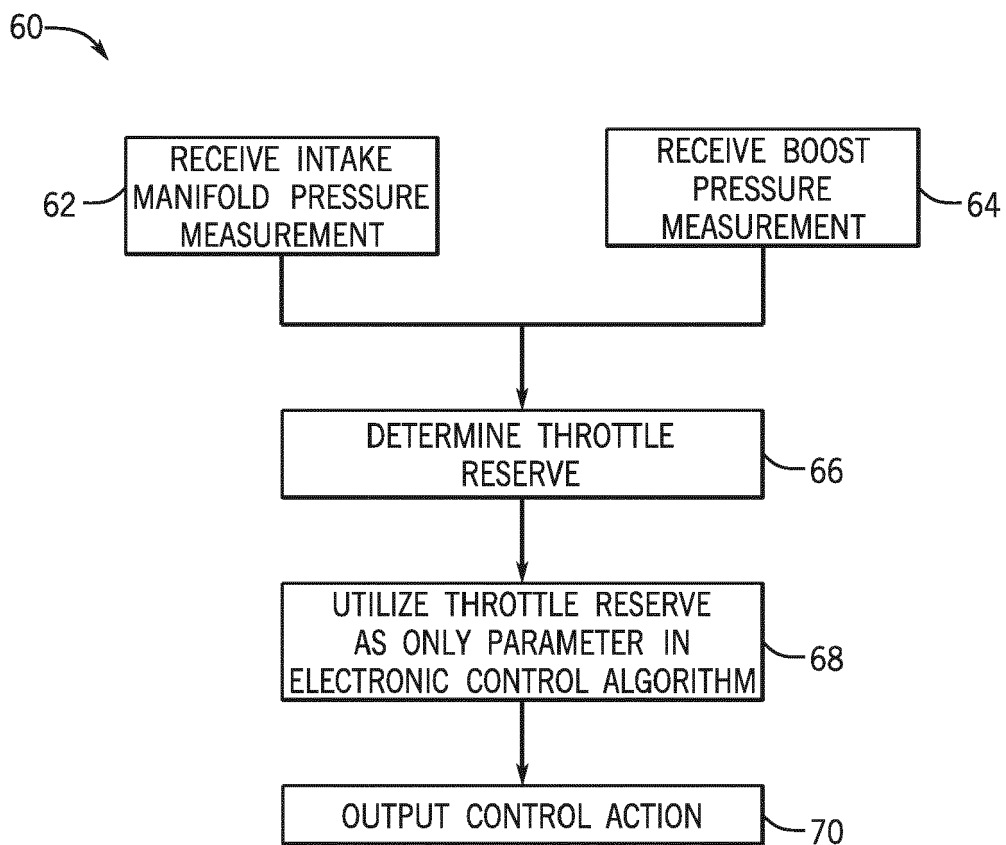 60
RECEIVE INTAKE
MANIFOLD PRESSURE
MEASUREMENT
62
RECEIVE BOOST
PRESSURE
MEASUREMENT
64
DETERMINE THROTTLE
RESERVE
66
UTILIZE THROTTLE RESERVE
AS ONLY PARAMETER IN
ELECTRONIC CONTROL ALGORITHM
68
OUTPUT CONTROL ACTION
70